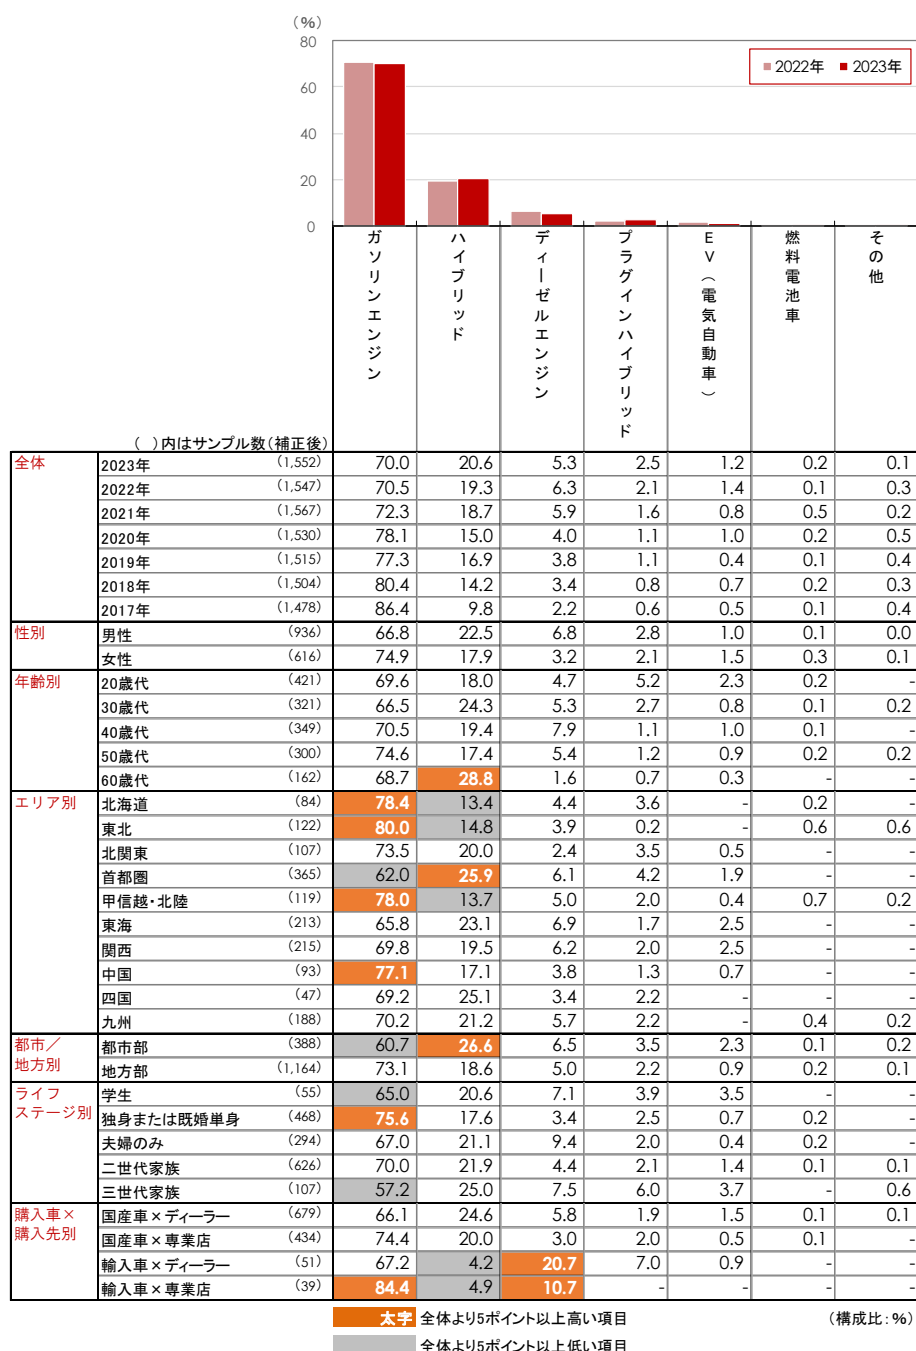 (%)
80
60
40
20
0
2022年 2023年
ガソリンエンジン
ハイブリッド
ディーゼルエンジン
プラグインハイブリッド
EV(電気自動車)
燃料電池車
その他
( )内はサンプル数(補正後)
全体 2023年 (1,552) 70.0 20.6 5.3 2.5 1.2 0.2 0.1
2022年 (1,547) 70.5 19.3 6.3 2.1 1.4 0.1 0.3
2021年 (1,567) 72.3 18.7 5.9 1.6 0.8 0.5 0.2
2020年 (1,530) 78.1 15.0 4.0 1.1 1.0 0.2 0.5
2019年 (1,515) 77.3 16.9 3.8 1.1 0.4 0.1 0.4
2018年 (1,504) 80.4 14.2 3.4 0.8 0.7 0.2 0.3
2017年 (1,478) 86.4 9.8 2.2 0.6 0.5 0.1 0.4
性別 男性 (936) 66.8 22.5 6.8 2.8 1.0 0.1 0.0
女性 (616) 74.9 17.9 3.2 2.1 1.5 0.3 0.1
年齢別 20歳代 (421) 69.6 18.0 4.7 5.2 2.3 0.2 -
30歳代 (321) 66.5 24.3 5.3 2.7 0.8 0.1 0.2
40歳代 (349) 70.5 19.4 7.9 1.1 1.0 0.1 -
50歳代 (300) 74.6 17.4 5.4 1.2 0.9 0.2 0.2
60歳代 (162) 68.7 28.8 1.6 0.7 0.3 - -
エリア別 北海道 (84) 78.4 13.4 4.4 3.6 - 0.2 -
東北 (122) 80.0 14.8 3.9 0.2 - 0.6 0.6
北関東 (107) 73.5 20.0 2.4 3.5 0.5 - -
首都圏 (365) 62.0 25.9 6.1 4.2 1.9 - -
甲信越・北陸 (119) 78.0 13.7 5.0 2.0 0.4 0.7 0.2
東海 (213) 65.8 23.1 6.9 1.7 2.5 - -
関西 (215) 69.8 19.5 6.2 2.0 2.5 - -
中国 (93) 77.1 17.1 3.8 1.3 0.7 - -
四国 (47) 69.2 25.1 3.4 2.2 - - -
九州 (188) 70.2 21.2 5.7 2.2 - 0.4 0.2
都市/ 都市部 (388) 60.7 26.6 6.5 3.5 2.3 0.1 0.2
地方別 地方部 (1,164) 73.1 18.6 5.0 2.2 0.9 0.2 0.1
ライフ 学生 (55) 65.0 20.6 7.1 3.9 3.5 - -
ステージ別 独身または既婚単身 (468) 75.6 17.6 3.4 2.5 0.7 0.2 -
夫婦のみ (294) 67.0 21.1 9.4 2.0 0.4 0.2 -
二世代家族 (626) 70.0 21.9 4.4 2.1 1.4 0.1 0.1
三世代家族 (107) 57.2 25.0 7.5 6.0 3.7 - 0.6
購入車× 国産車×ディーラー (679) 66.1 24.6 5.8 1.9 1.5 0.1 0.1
購入先別 国産車×専業店 (434) 74.4 20.0 3.0 2.0 0.5 0.1 -
輸入車×ディーラー (51) 67.2 4.2 20.7 7.0 0.9 - -
輸入車×専業店 (39) 84.4 4.9 10.7 - - - -
太字 全体より5ポイント以上高い項目 (構成比:%)
全体より5ポイント以上低い項目